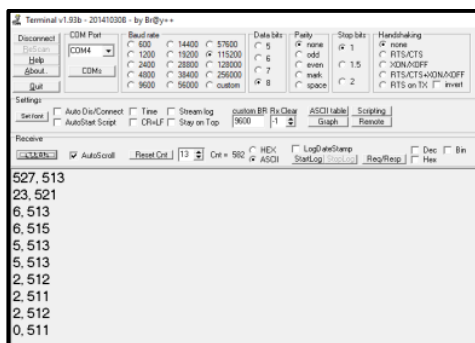 Terminal v1.93b - 20141030B - by Br@y++
Disconnect
ReScan
Help
About..
Quit
COM Port
COM4
COMs
Baud rate
600 14400 57600
1200 19200 115200
2400 28800 128000
4800 38400 256000
9600 56000 custom
Data bits
5
6
7
8
Parity
none
odd
even
mark
space
Stop bits
1
1.5
2
Handshaking
none
RTS/CTS
XON/XOFF
RTS/CTS+XON/XOFF
RTS on TX invert
Settings
Set font
Auto Dis/Connect Time Stream log
AutoStart Script CR=LF Stay on Top
custom BR Rx Clear
9600 -1
ASCII table Scripting
Graph Remote
Receive
AutoScroll Reset Cnt 13 Cnt = 582
HEX
ASCII
LogDateStamp
StartLog StopLog Req/Resp
Dec Bin
Hex
527, 513
23, 521
6, 513
6, 515
5, 513
5, 513
2, 512
2, 511
2, 512
0, 511